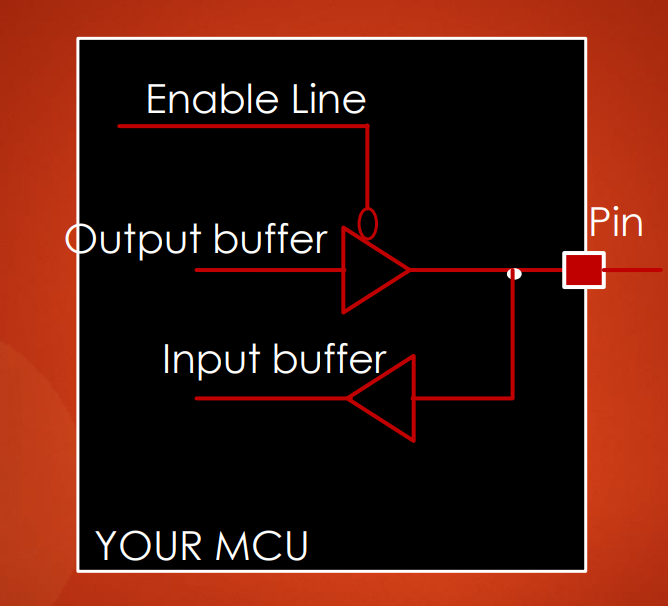 Enable Line
Output buffer
Pin
Input buffer
YOUR MCU